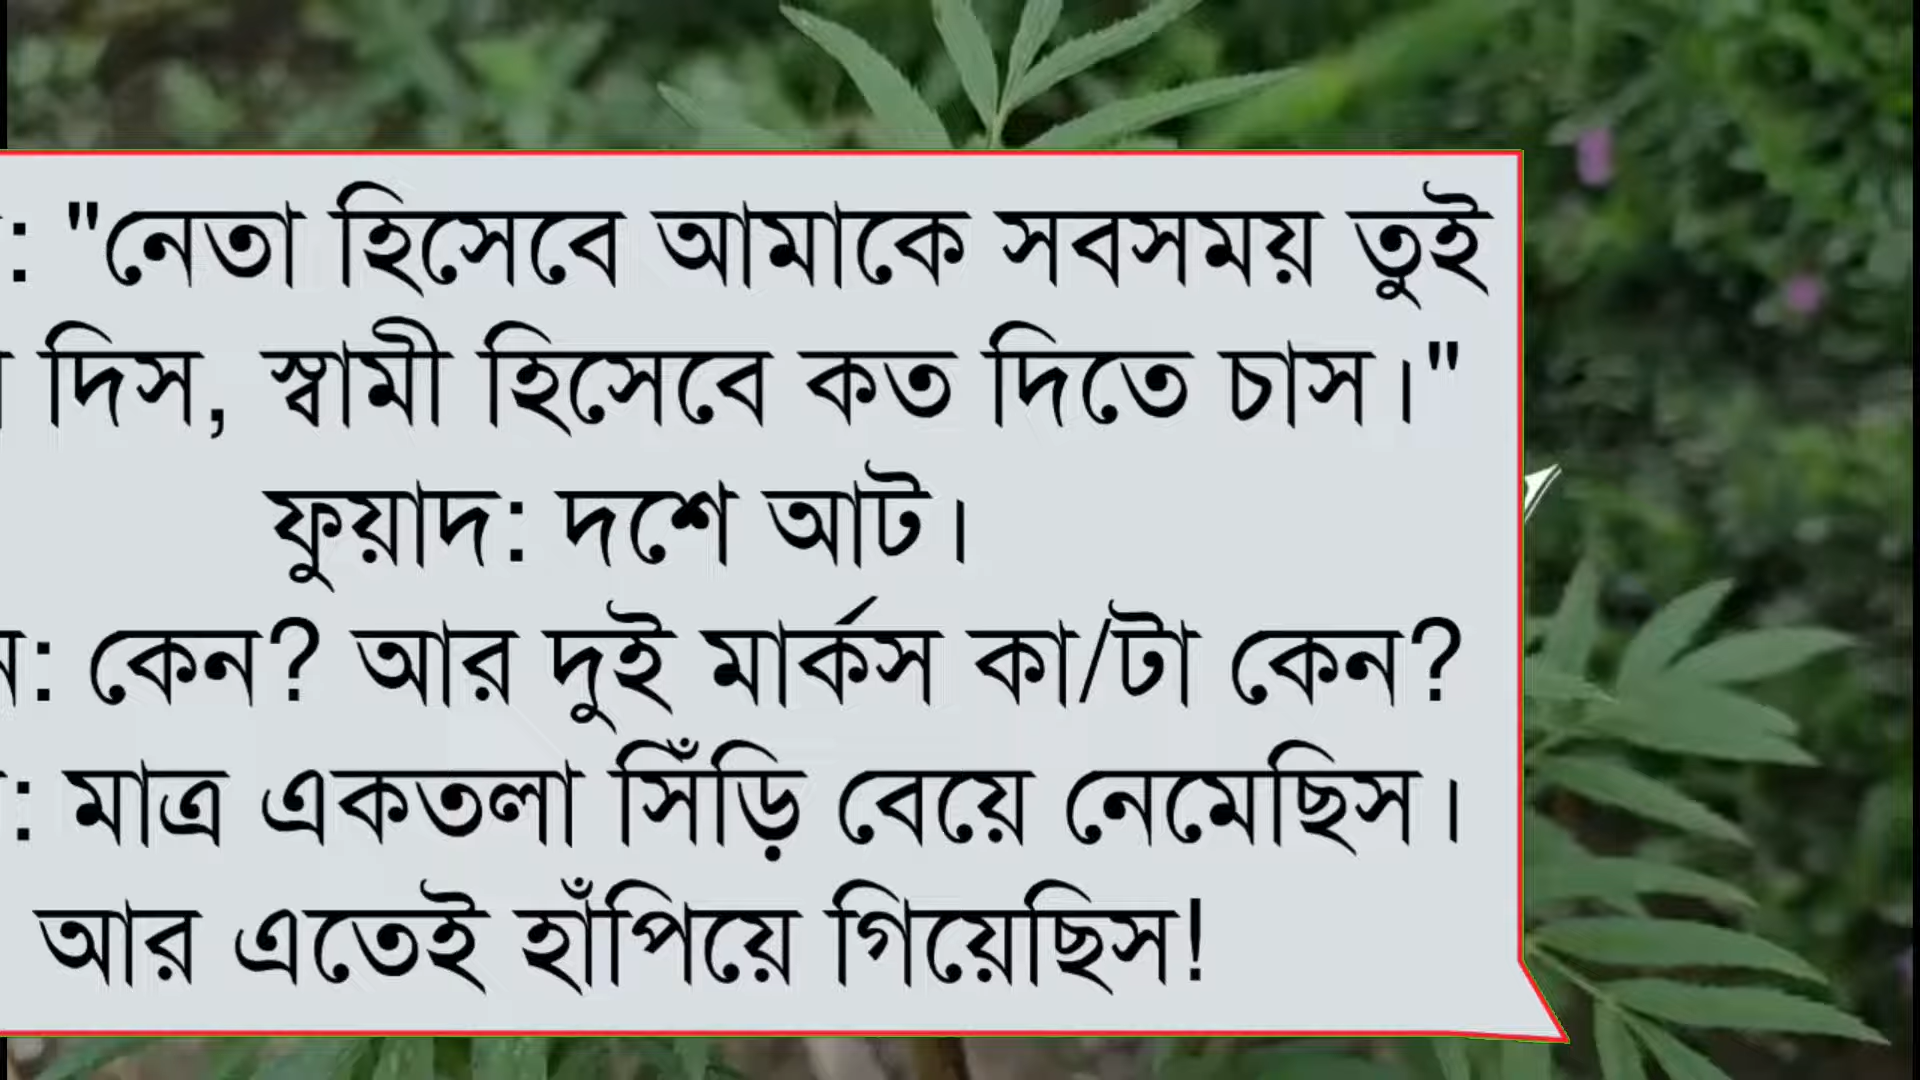 : "নেতা হিসেবে আমাকে সবসময় তুই
দিস, স্বামী হিসেবে কত দিতে চাস।"
ফুয়াদ: দশে আট।
ন: কেন? আর দুই মার্কস কা/টা কেন?
: মাত্র একতলা সিঁড়ি বেয়ে নেমেছিস।
আর এতেই হাঁপিয়ে গিয়েছিস!